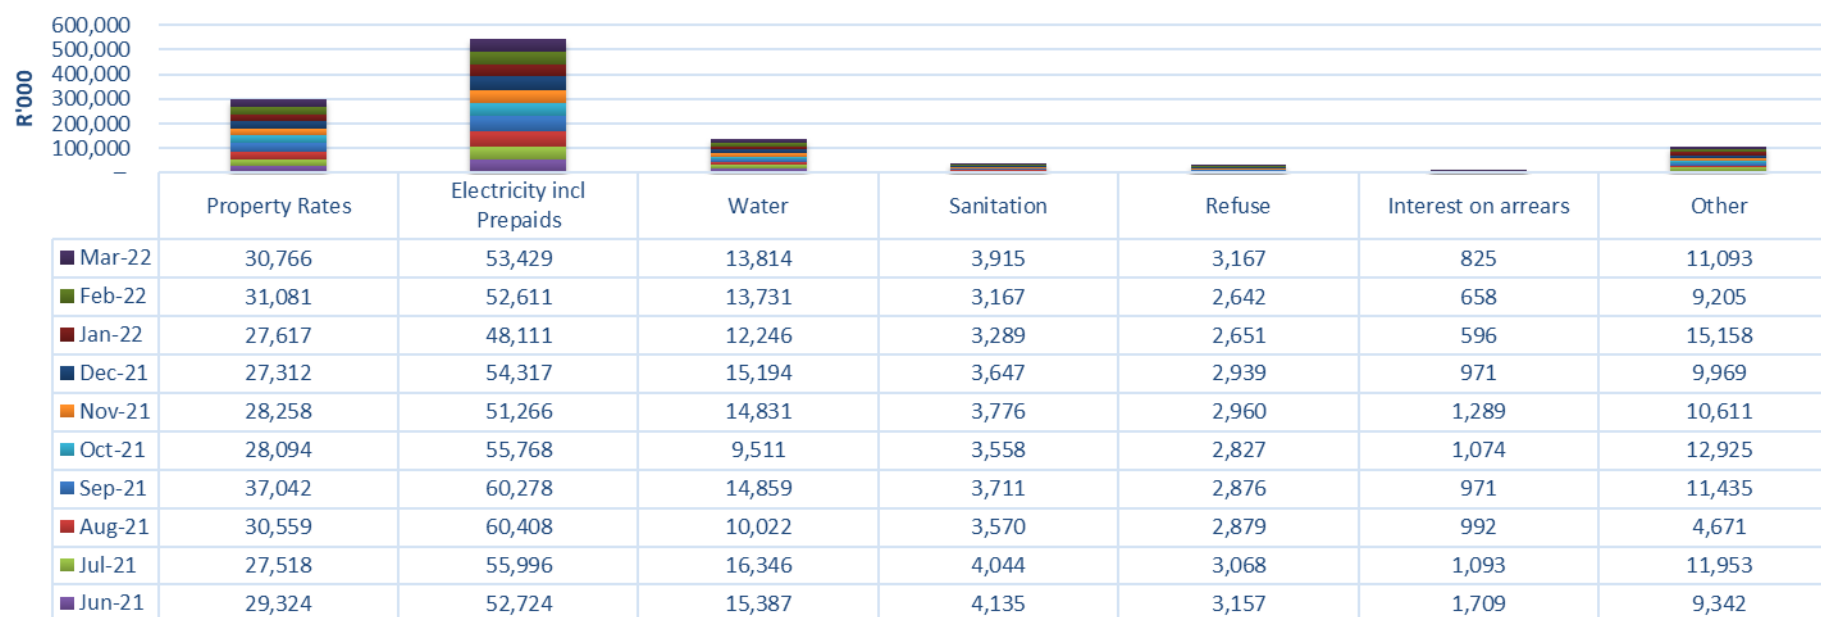 600,000
500,000
400,000
300,000
200,000
100,000
–
R'000
Property Rates Electricity incl Prepaids Water Sanitation Refuse Interest on arrears Other
Mar-22 30,766 53,429 13,814 3,915 3,167 825 11,093
Feb-22 31,081 52,611 13,731 3,167 2,642 658 9,205
Jan-22 27,617 48,111 12,246 3,289 2,651 596 15,158
Dec-21 27,312 54,317 15,194 3,647 2,939 971 9,969
Nov-21 28,258 51,266 14,831 3,776 2,960 1,289 10,611
Oct-21 28,094 55,768 9,511 3,558 2,827 1,074 12,925
Sep-21 37,042 60,278 14,859 3,711 2,876 971 11,435
Aug-21 30,559 60,408 10,022 3,570 2,879 992 4,671
Jul-21 27,518 55,996 16,346 4,044 3,068 1,093 11,953
Jun-21 29,324 52,724 15,387 4,135 3,157 1,709 9,342